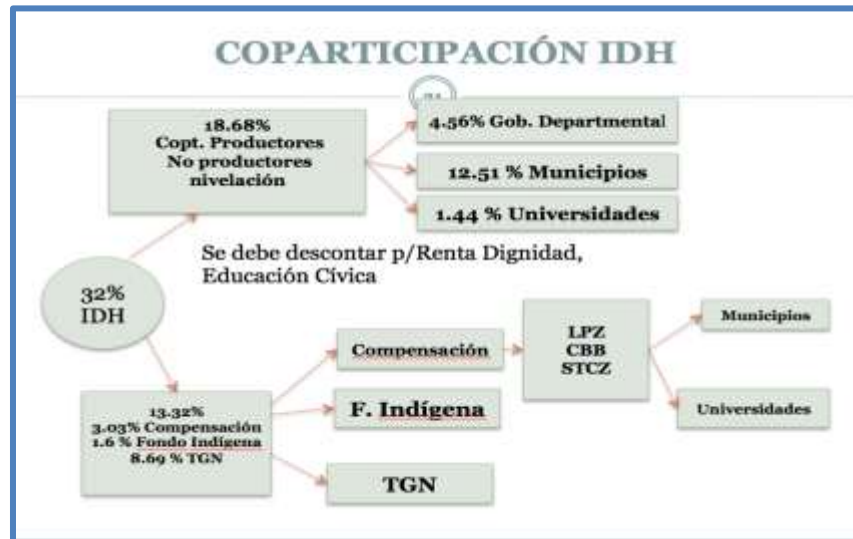 COPARTICIPACIÓN IDH
18.68%
Copt. Productores
No productores
nivelación
4.56% Gob. Departmental
12.51 % Municipios
1.44 % Universidades
Se debe descontar p/Renta Dignidad,
Educación Cívica
32%
IDH
Compensación
LPZ
CBB
STCZ
Municipios
Universidades
13.32%
3.03% Compensación
1.6 % Fondo Indígena
8.69 % TGN
F. Indígena
TGN